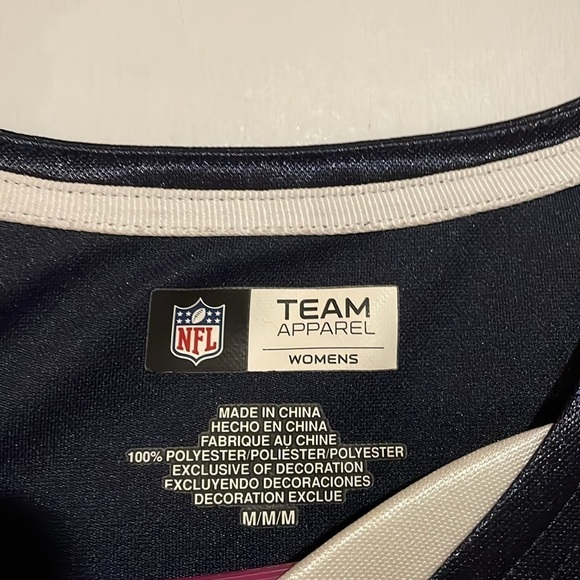 NFL
TEAM
APPAREL
WOMENS
MADE IN CHINA
HECHO EN CHINA
FABRIQUE AU CHINE
100% POLYESTER/POLIÉSTER/POLYESTER
EXCLUSIVE OF DECORATION
EXCLUYENDO DECORACIONES
DECORATION EXCLUE
M/M/M